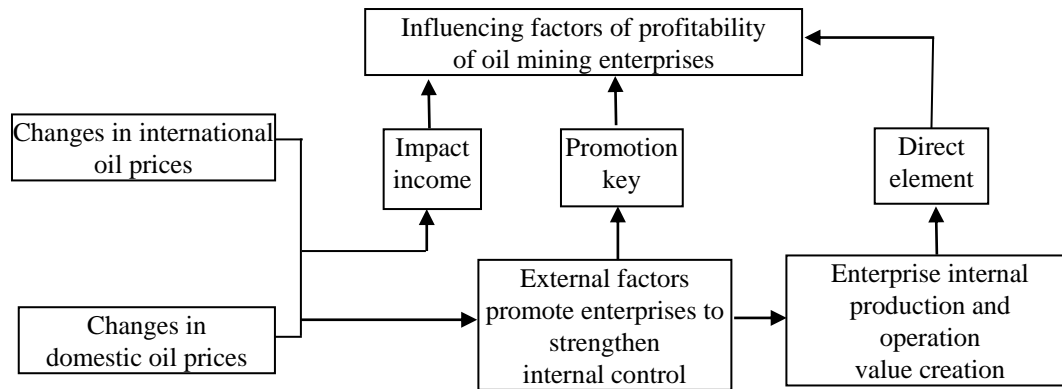 Influencing factors of profitability
of oil mining enterprises
Changes in international
oil prices
Impact
income
Promotion
key
Direct
element
Changes in
domestic oil prices
External factors
promote enterprises to
strengthen
internal control
Enterprise internal
production and
operation
value creation